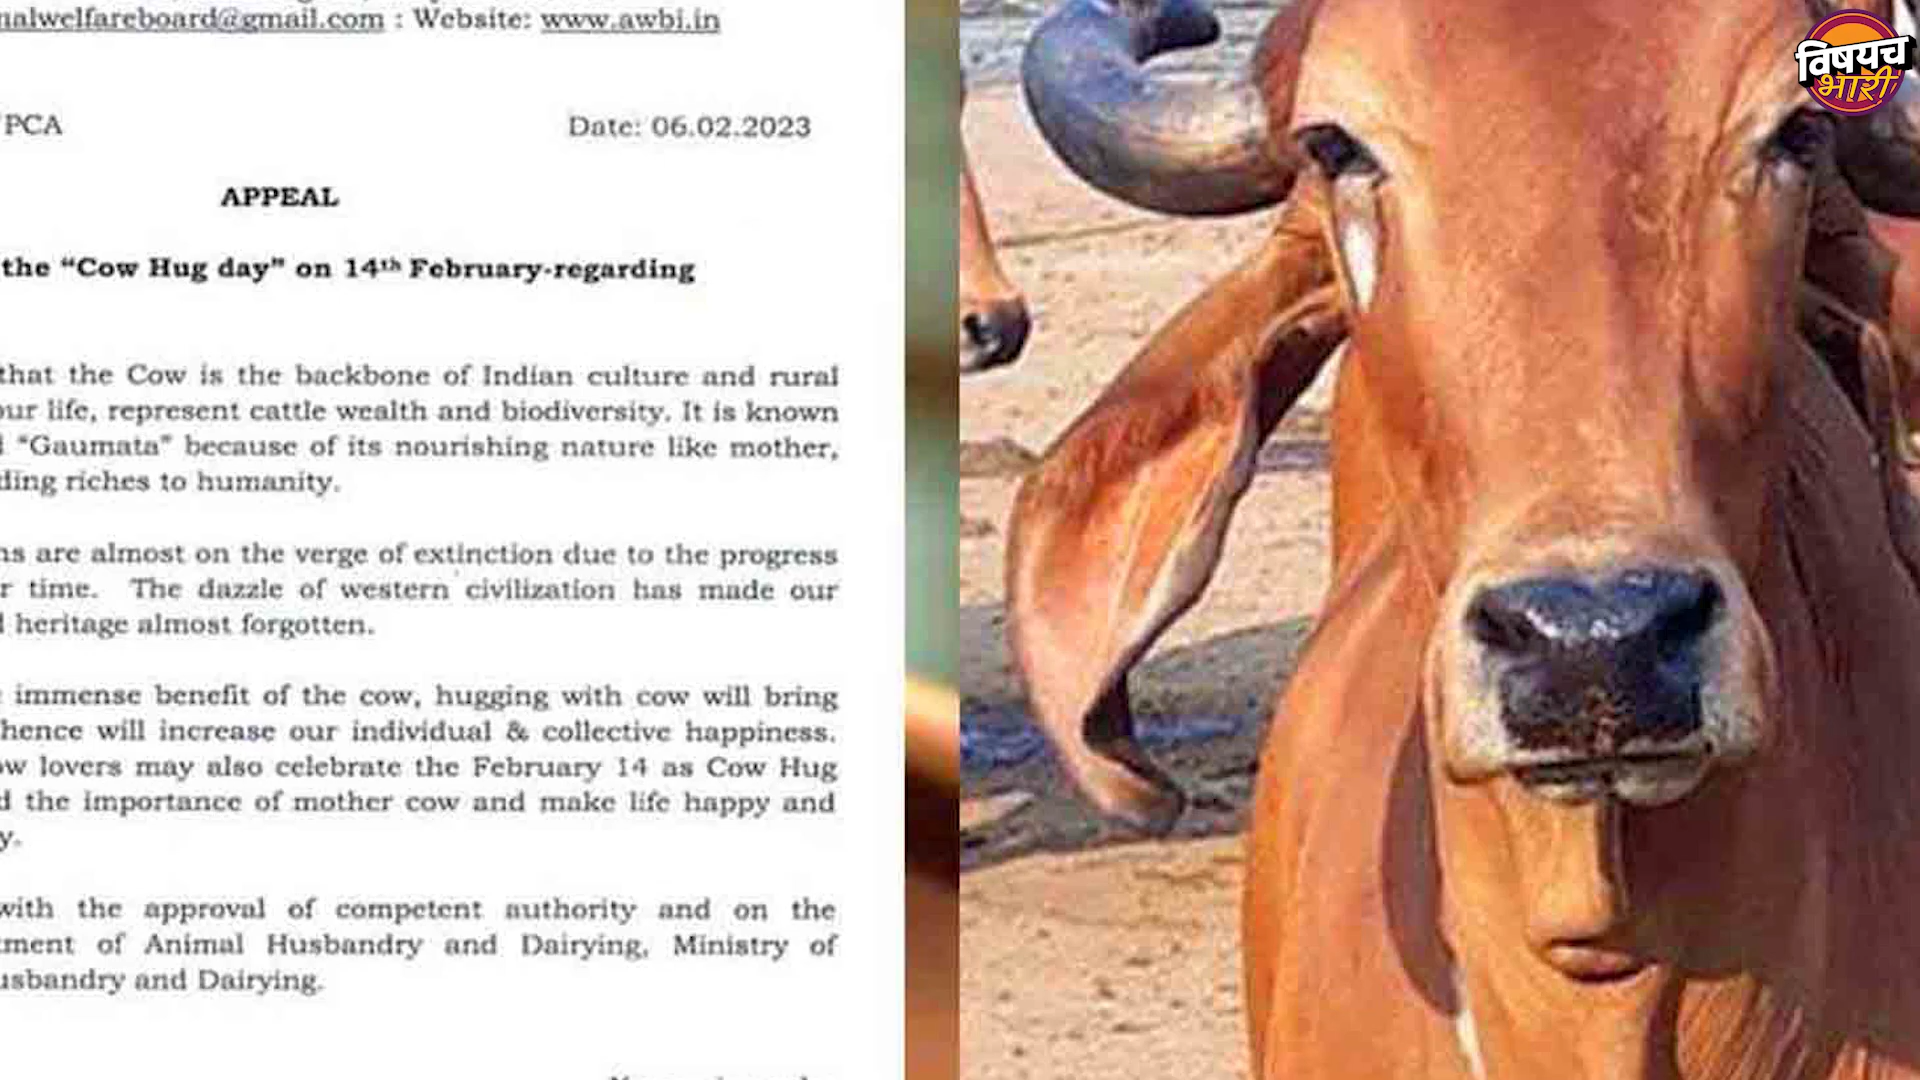 nalwelfareboard@gmail.com : Website: www.awbi.in
PCA
Date: 06.02.2023
APPEAL
the “Cow Hug day” on 14th February-regarding
that the Cow is the backbone of Indian culture and rural
our life, represent cattle wealth and biodiversity. It is known
“Gaumata” because of its nourishing nature like mother,
ding riches to humanity.
ns are almost on the verge of extinction due to the progress
r time. The dazzle of western civilization has made our
heritage almost forgotten.
immense benefit of the cow, hugging with cow will bring
hence will increase our individual & collective happiness.
ow lovers may also celebrate the February 14 as Cow Hug
d the importance of mother cow and make life happy and
y.
with the approval of competent authority and on the
tment of Animal Husbandry and Dairying, Ministry of
usbandry and Dairying.
विषयच
भारी